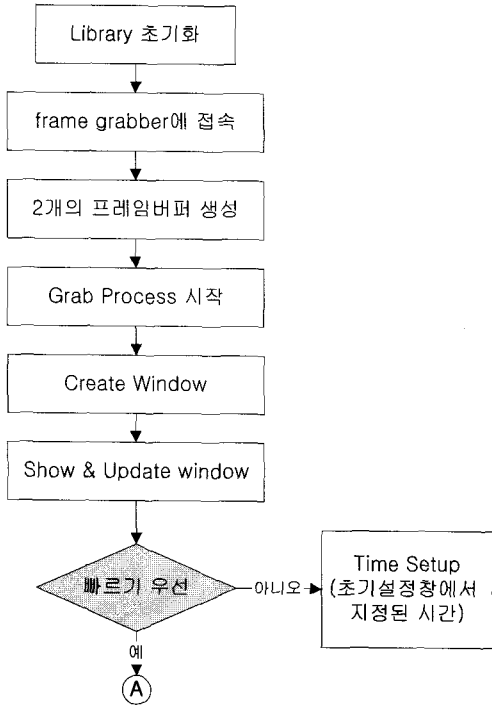 Library 초기화
frame grabber에 접속
2개의 프레임버퍼 생성
Grab Process 시작
Create Window
Show & Update window
빠르기 우선
아니오
Time Setup
(초기설정창에서
지정된 시간)
예
A